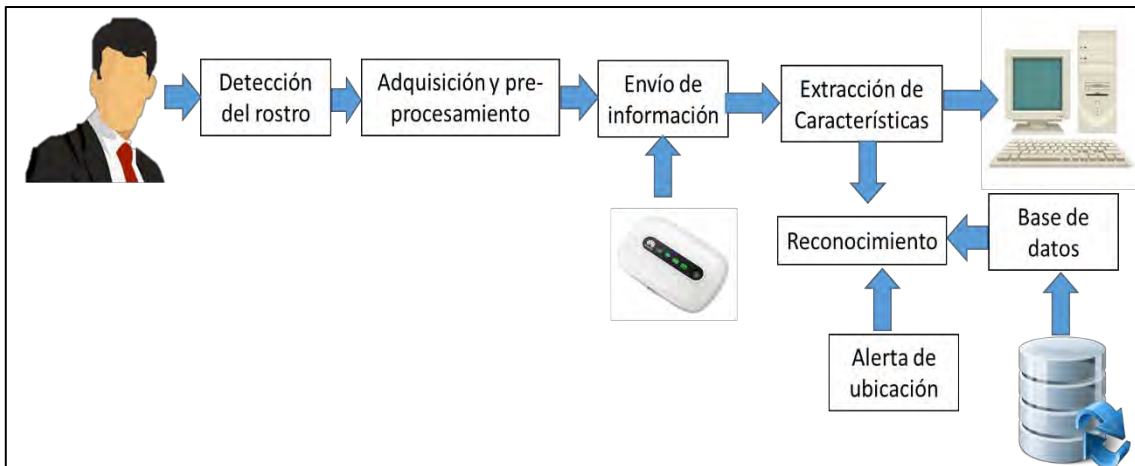 Detección
del rostro
Adquisición y pre-
procesamiento
Envío de
información
Extracción de
Características
Reconocimiento
Base de
datos
Alerta de
ubicación